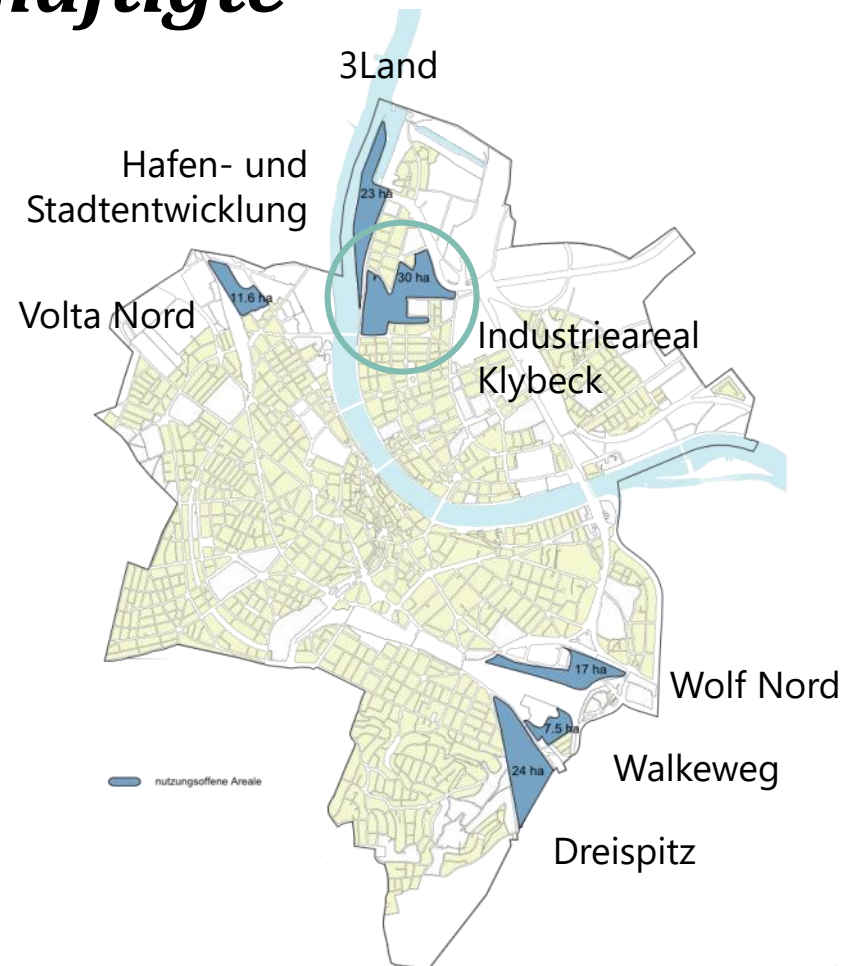 3Land
Hafen- und
Stadtentwicklung
23 ha
30 ha
11.6 ha
Volta Nord
Industrieareal
Klybeck
17 ha
Wolf Nord
7.5 ha
24 ha
Walkeweg
nutzungsoffene Areale
Dreispitz